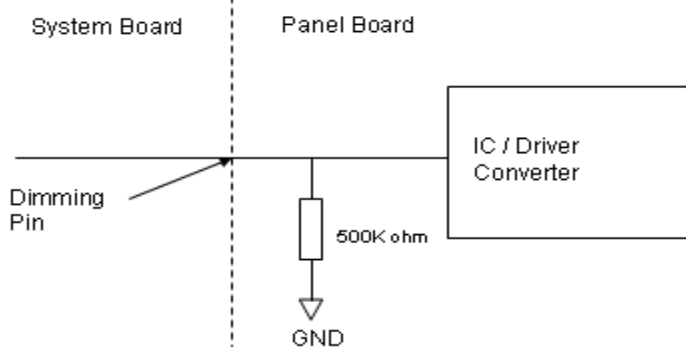 System Board
Panel Board
IC / Driver
Converter
Dimming
Pin
500K ohm
GND